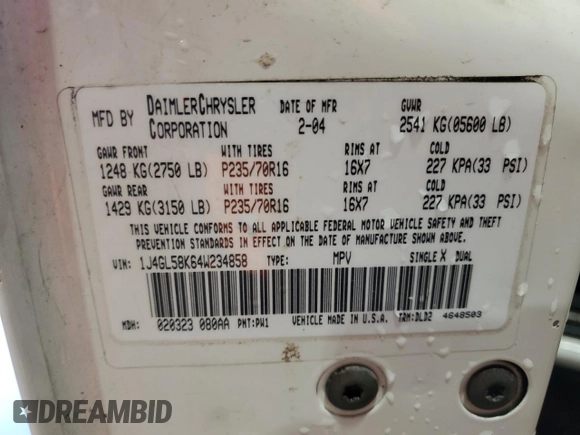 MFD BY DAIMLERCHRYSLER CORPORATION DATE OF MFR 2-04 GVWR 2541 KG(05600 LB)
GAWR FRONT WITH TIRES RIMS AT COLD
1248 KG(2750 LB) P235/70R16 16X7 227 KPA(33 PSI)
GAWR REAR WITH TIRES RIMS AT COLD
1429 KG(3150 LB) P235/70R16 16X7 227 KPA(33 PSI)
THIS VEHICLE CONFORMS TO ALL APPLICABLE FEDERAL MOTOR VEHICLE SAFETY AND THEFT
PREVENTION STANDARDS IN EFFECT ON THE DATE OF MANUFACTURE SHOWN ABOVE.
VIN: 1J4GL58K64W234858 TYPE: MPV SINGLE X DUAL
MDH: 020323 080AA PNT:PW1 VEHICLE MADE IN U.S.A. TRM:DLD2 4648503
DREAMBID